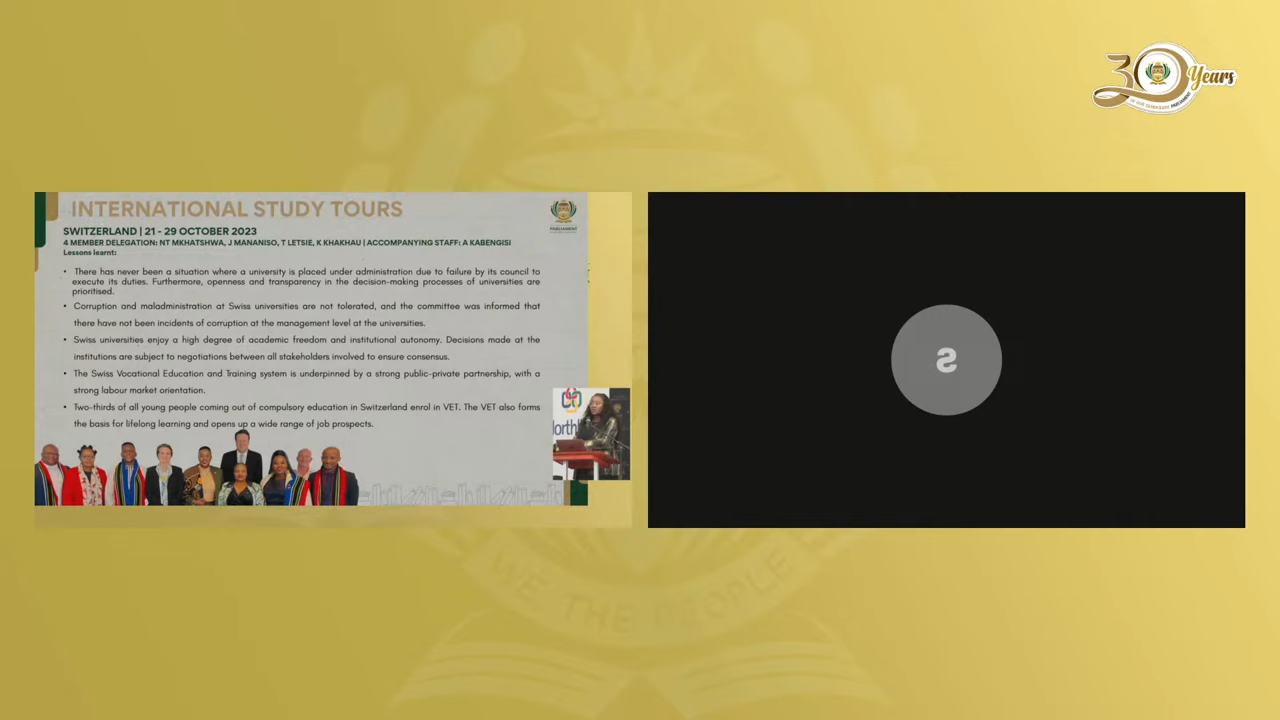 30 Years
OF OUR DEMOCRATIC PARLIAMENT
INTERNATIONAL STUDY TOURS
PARLIAMENT
SWITZERLAND | 21 - 29 OCTOBER 2023
4 MEMBER DELEGATION: NT MKHATSHWA, J MANANISO, T LETSIE, K KHAKHAU | ACCOMPANYING STAFF: A KABENGISI
Lessons learnt:
• There has never been a situation where a university is placed under administration due to failure by its council to
execute its duties. Furthermore, openness and transparency in the decision-making processes of universities are
prioritised.
• Corruption and maladministration at Swiss universities are not tolerated, and the committee was informed that
there have not been incidents of corruption at the management level at the universities.
• Swiss universities enjoy a high degree of academic freedom and institutional autonomy. Decisions made at the
institutions are subject to negotiations between all stakeholders involved to ensure consensus.
• The Swiss Vocational Education and Training system is underpinned by a strong public-private partnership, with a
strong labour market orientation.
• Two-thirds of all young people coming out of compulsory education in Switzerland enrol in VET. The VET also forms
the basis for lifelong learning and opens up a wide range of job prospects.
S
WE, THE PEOPLE